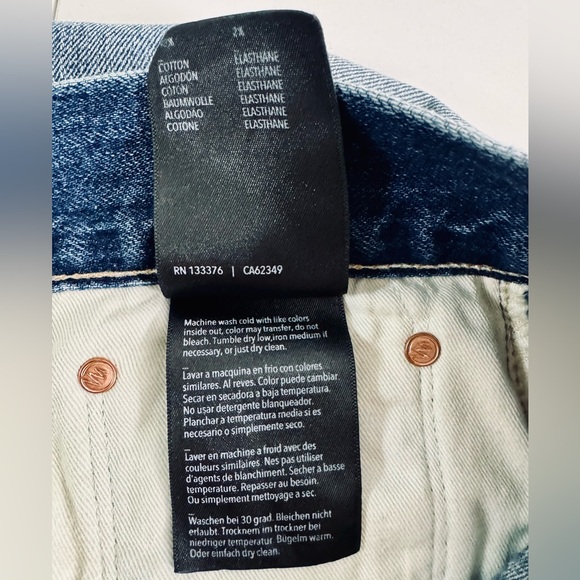 2%
COTTON ELASTHANE
ALGODÓN ELASTHANE
COTON ELASTHANE
BAUMWOLLE ELASTHANE
ALGODAO ELASTHANE
COTONE ELASTHANE
RN 133376 | CA62349
Machine wash cold with like colors
inside out, color may transfer, do not
bleach. Tumble dry low,iron medium if
necessary, or just dry clean.
Lavar a macquina en frio con colores
similares. Al reves. Color puede cambiar.
Secar en secadora a baja temperatura.
No usar detergente blanqueador.
Planchar a temperatura media si es
necesario o simplemente seco.
Laver en machine a froid avec des
couleurs similaires. Nes pas utiliser
d'agents de blanchiment. Secher a basse
temperature. Repasser au besoin.
Ou simplement mettoyage a sec.
Waschen bei 30 grad. Bleichen nicht
erlaubt. Trocknem im trockner bei
niedriger temperatur. Bügelm warm.
Oder einfach dry clean.